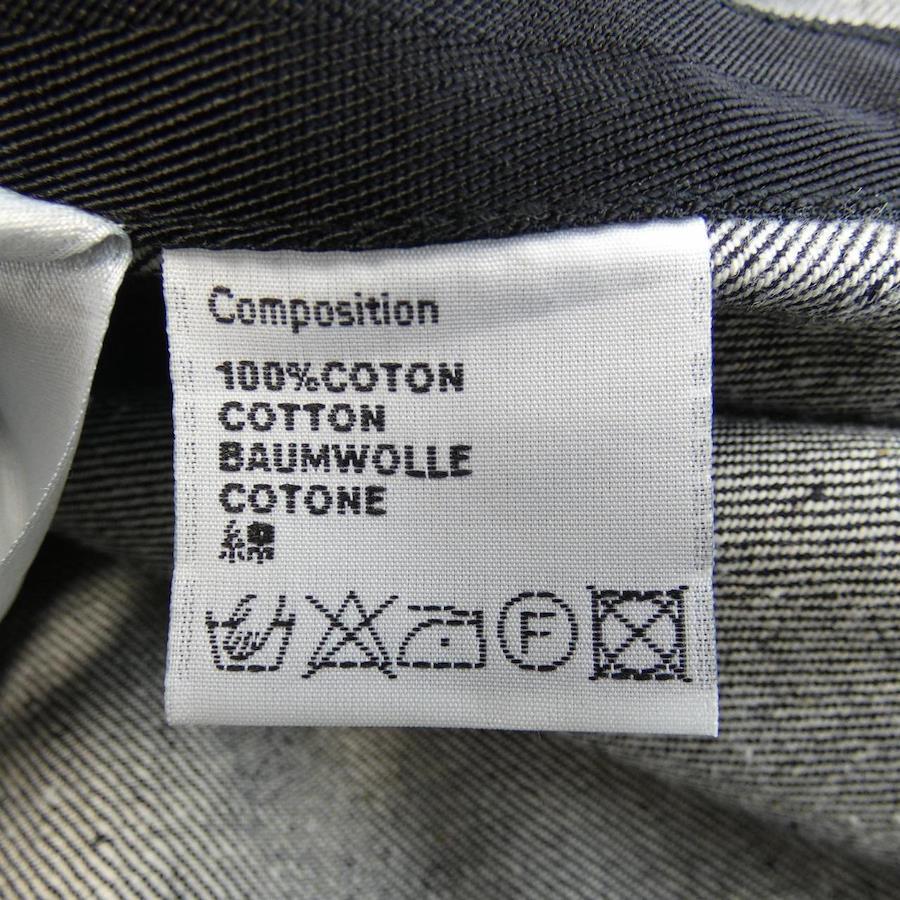 Composition
100%COTON
COTTON
BAUMWOLLE
COTONE
綿
F